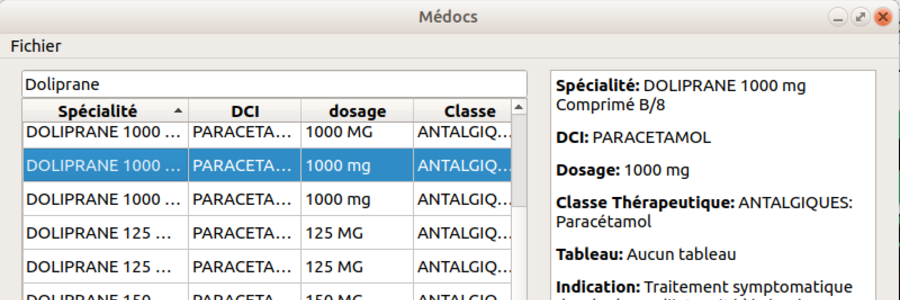 Médocs
Fichier
Doliprane
Spécialité DCI dosage Classe
DOLIPRANE 1000 ... PARACETA... 1000 MG ANTALGIQ...
DOLIPRANE 1000 ... PARACETA... 1000 mg ANTALGIQ...
DOLIPRANE 1000 ... PARACETA... 1000 mg ANTALGIQ...
DOLIPRANE 125 ... PARACETA... 125 MG ANTALGIQ...
DOLIPRANE 125 ... PARACETA... 125 MG ANTALGIQ...
DOLIPRANE 150 PARACETA 150 MG ANTALGIQ
Spécialité: DOLIPRANE 1000 mg
Comprimé B/8
DCI: PARACETAMOL
Dosage: 1000 mg
Classe Thérapeutique: ANTALGIQUES:
Paracétamol
Tableau: Aucun tableau
Indication: Traitement symptomatique